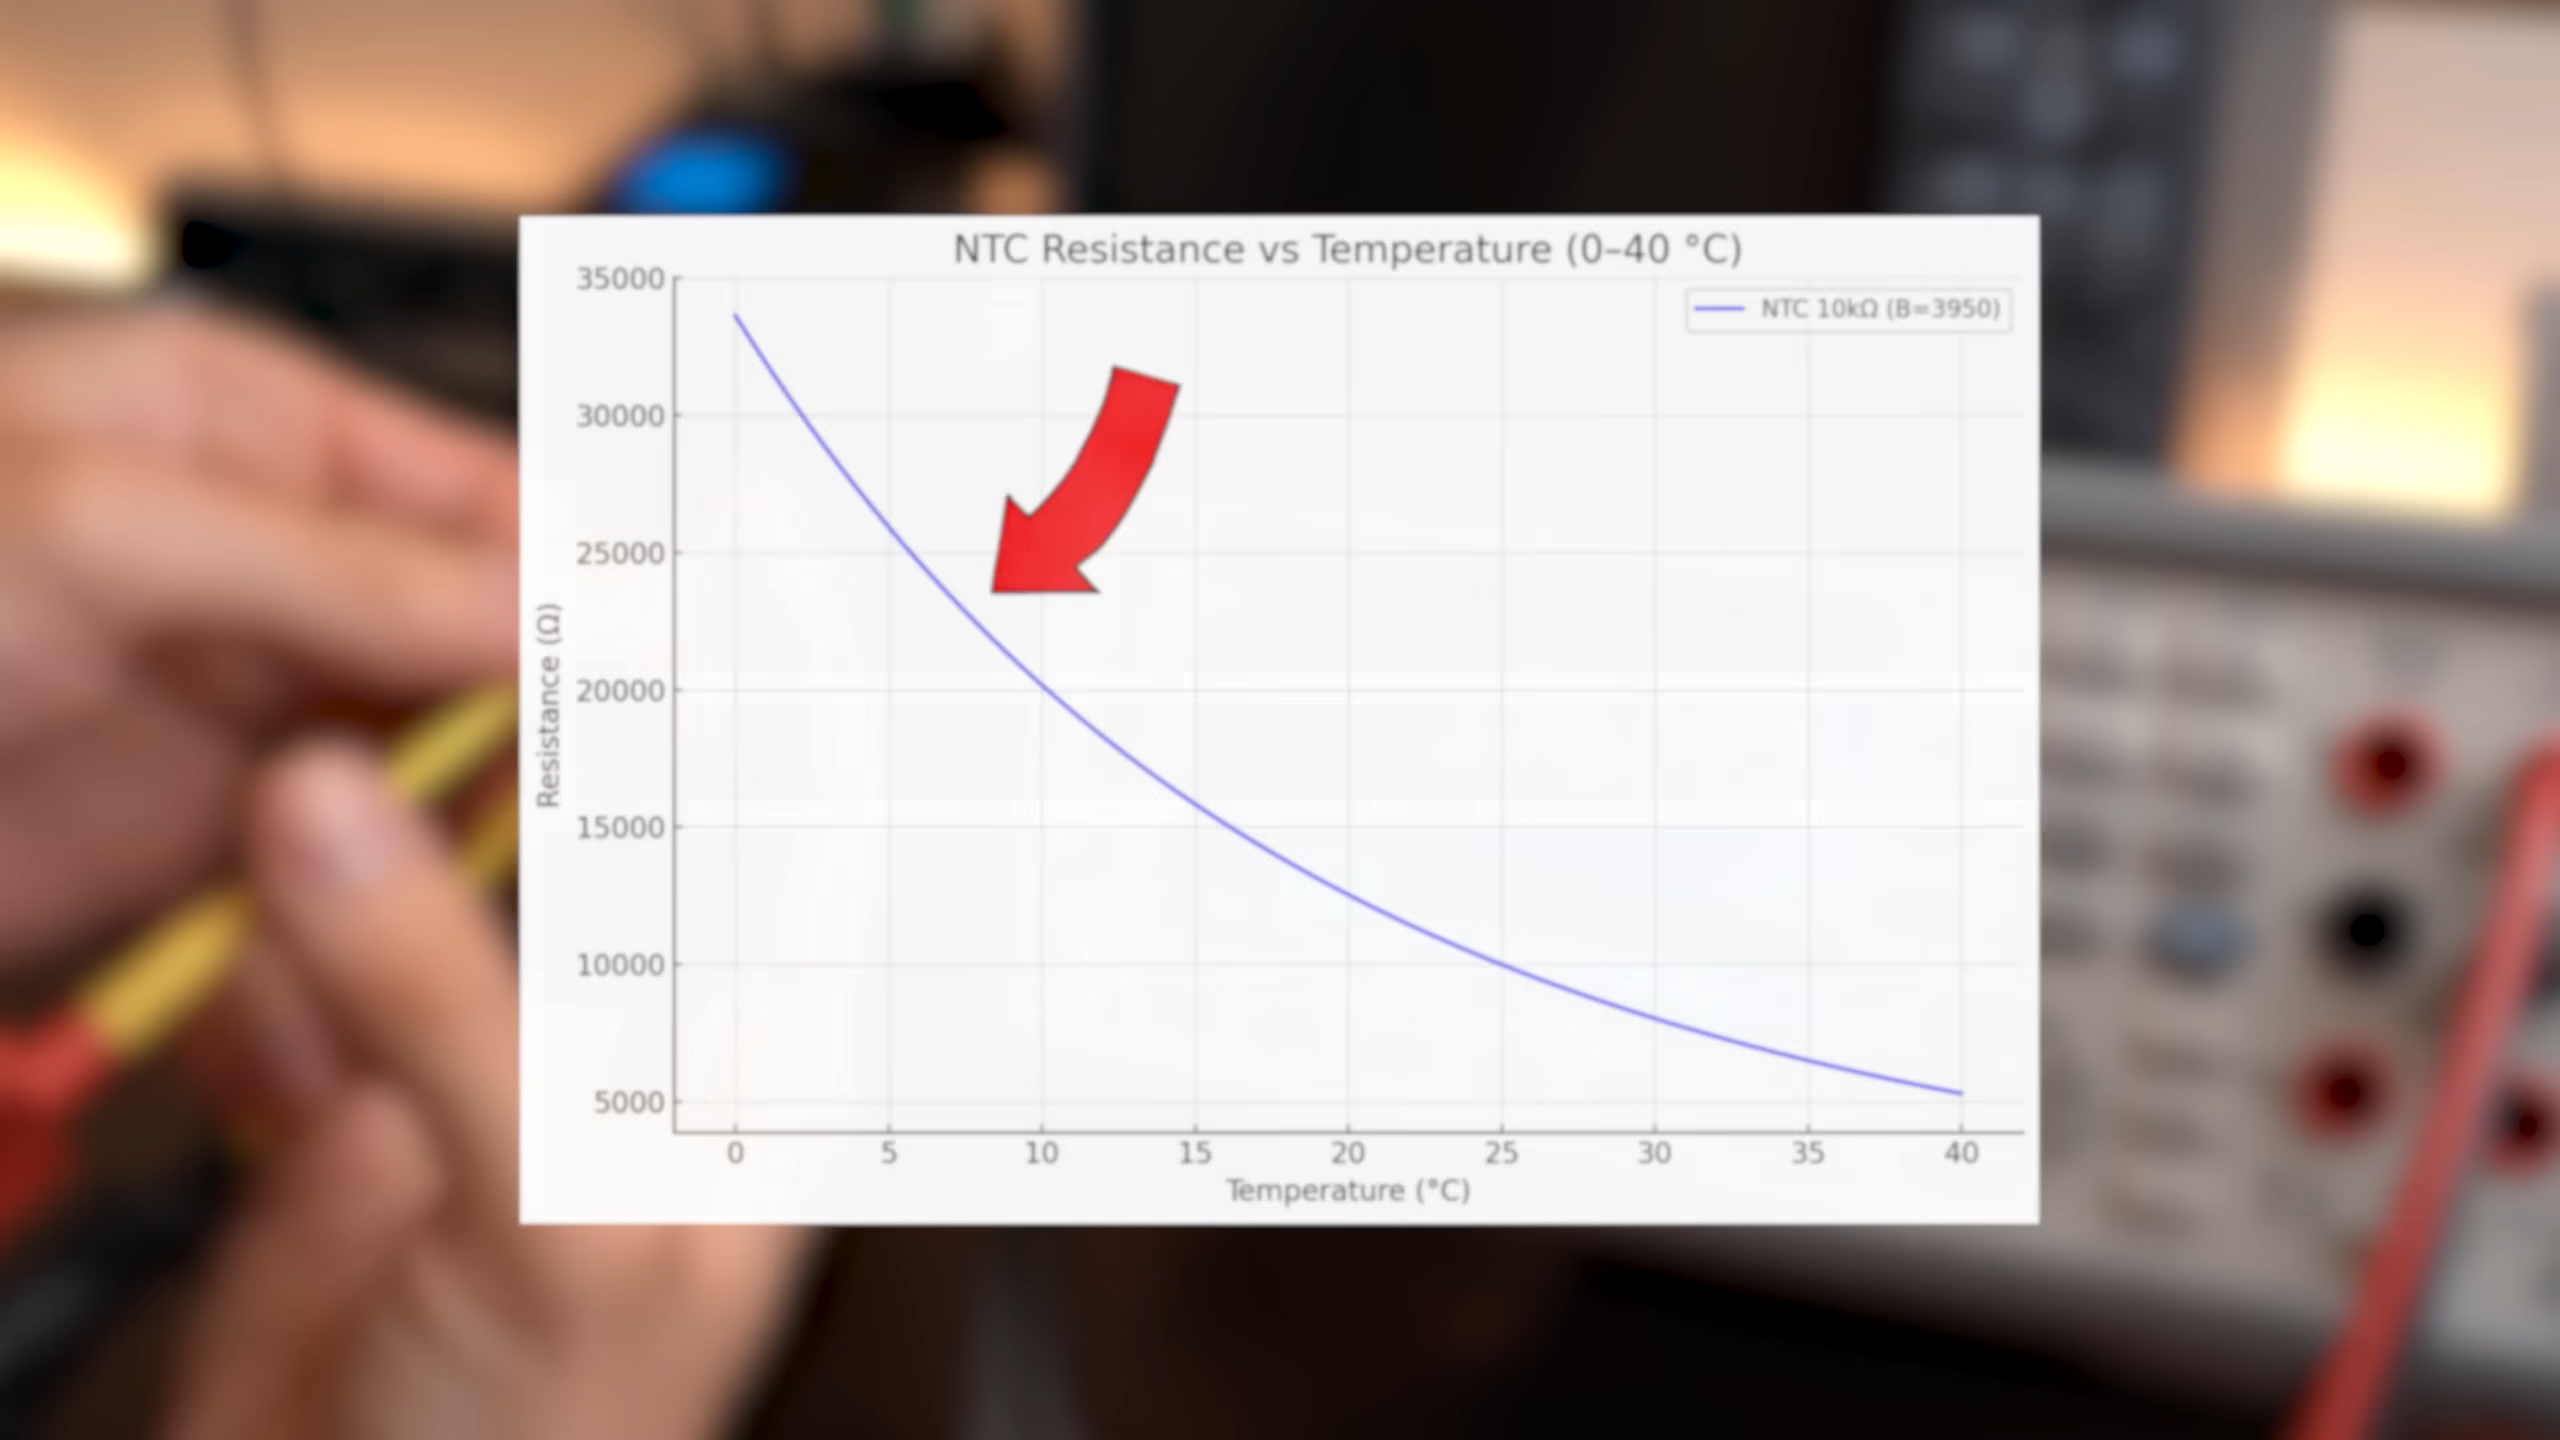 NTC Resistance vs Temperature (0–40 °C)
NTC 10kΩ (B=3950)
35000
30000
25000
20000
15000
10000
5000
Resistance (Ω)
0 5 10 15 20 25 30 35 40
Temperature (°C)